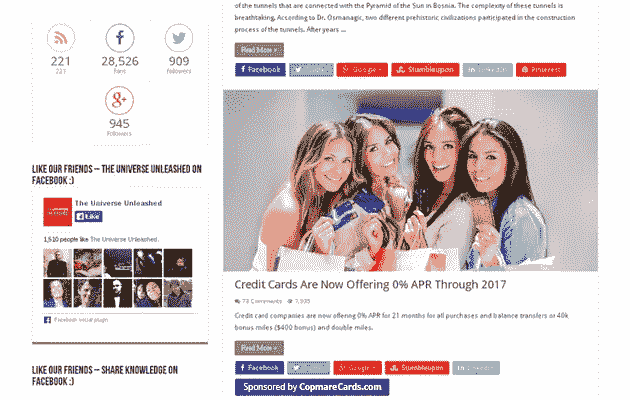 of the tunnels that are connected with the Pyramid of the Sun in Bosnia. The complexity of these tunnels is
breathtaking. According to Dr. Osmanagic, two different prehistoric civilizations participated in the construction
process of the tunnels. After years ...
Read More »
Facebook
Google +
Stumbleupon
LinkedIn
Pinterest
221
221
28,526
Fans
909
Followers
945
Followers
LIKE OUR FRIENDS – THE UNIVERSE UNLEASHED ON
FACEBOOK :)
The Universe Unleashed
Like
1,510 people like The Universe Unleashed.
Facebook social plugin
LIKE OUR FRIENDS – SHARE KNOWLEDGE ON
FACEBOOK :)
Credit Cards Are Now Offering 0% APR Through 2017
73 Comments
Credit card companies are now offering 0% APR for 21 months for all purchases and balance transfers or 40k
bonus miles ($400 bonus) and double miles.
Read More »
Facebook
Google +
Stumbleupon
LinkedIn
Sponsored by CopmareCards.com